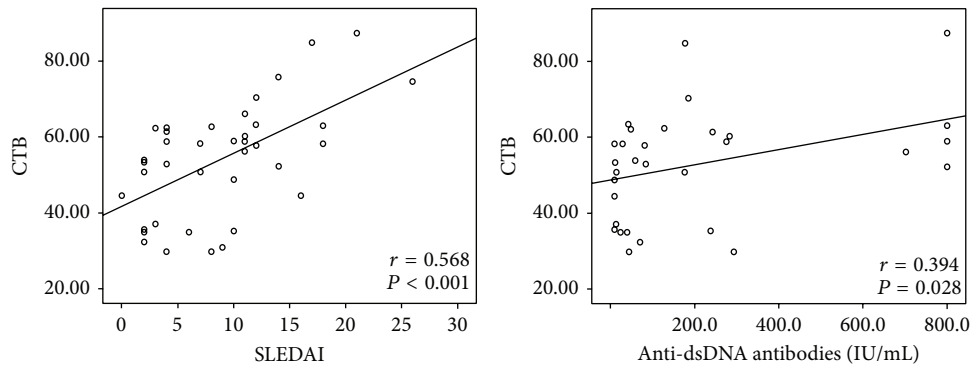 CTB
80.00
60.00
40.00
20.00
r = 0.568
P < 0.001
0 5 10 15 20 25 30
SLEDAI
CTB
80.00
60.00
40.00
20.00
r = 0.394
P = 0.028
200.0 400.0 600.0 800.0
Anti-dsDNA antibodies (IU/mL)